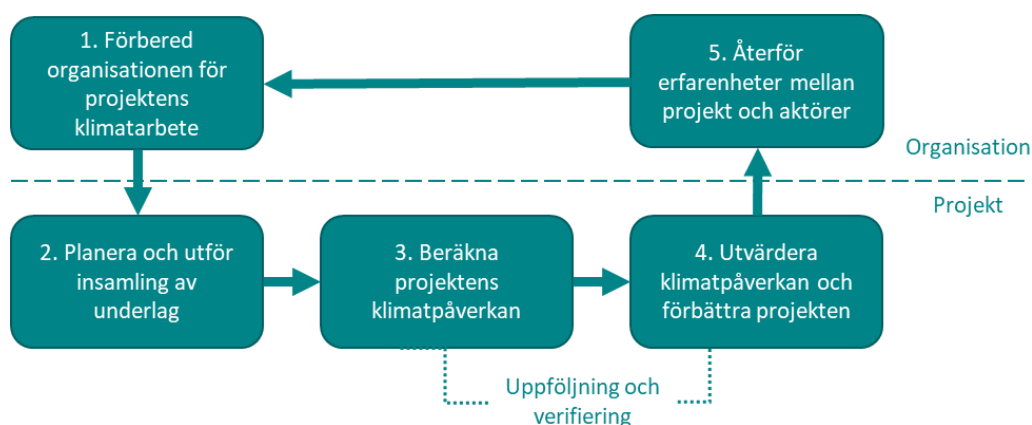 1. Förbered
organisationen för
projektens
klimatarbete
5. Återför
erfarenheter mellan
projekt och aktörer
Organisation
Projekt
2. Planera och utför
insamling av
underlag
3. Beräkna
projektens
klimatpåverkan
4. Utvärdera
klimatpåverkan och
förbättra projekten
Uppföljning och
verifiering